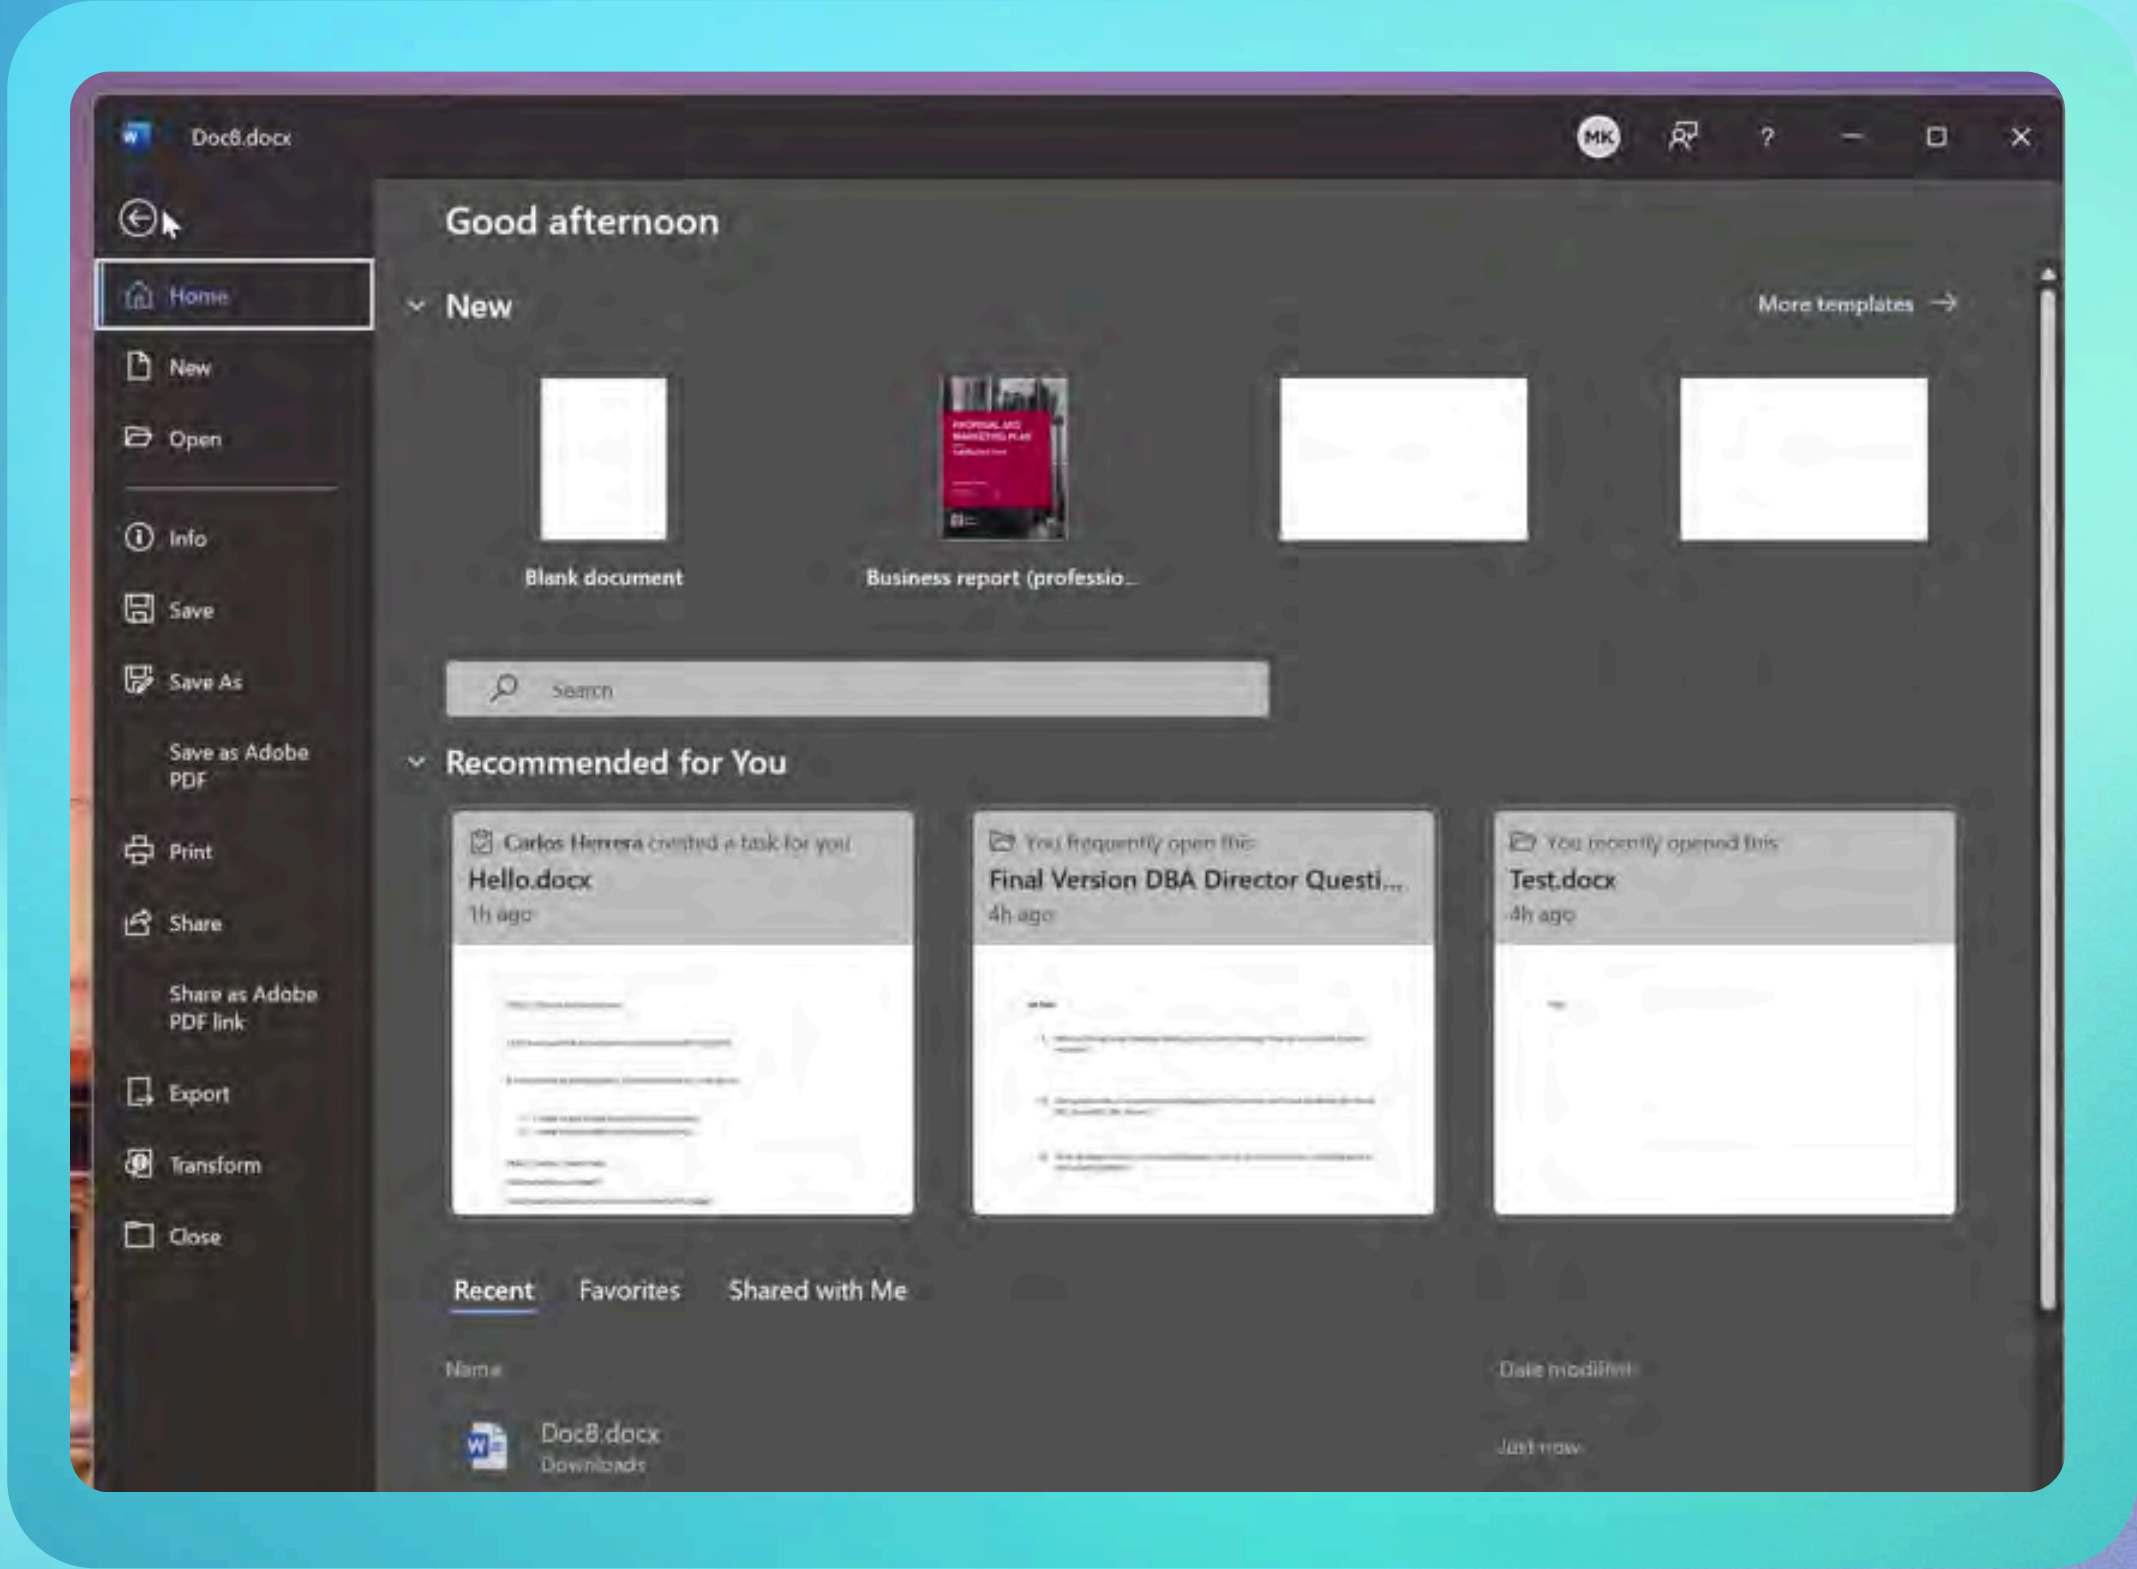 Doc8.docx
MK
?
Good afternoon
Home
New
More templates
New
Open
PROPOSAL AND
MARKETING PLAN
Info
Blank document
Business report (professio...
Save
Save As
Search
Save as Adobe
PDF
Recommended for You
Print
Carlos Herrera created a task for you
Hello.docx
1h ago
You frequently open this
Final Version DBA Director Questi...
4h ago
You recently opened this
Test.docx
4h ago
Share
Share as Adobe
PDF link
Export
Transform
Close
Recent Favorites Shared with Me
Name
Date modified
Doc8.docx
Downloads
Just now